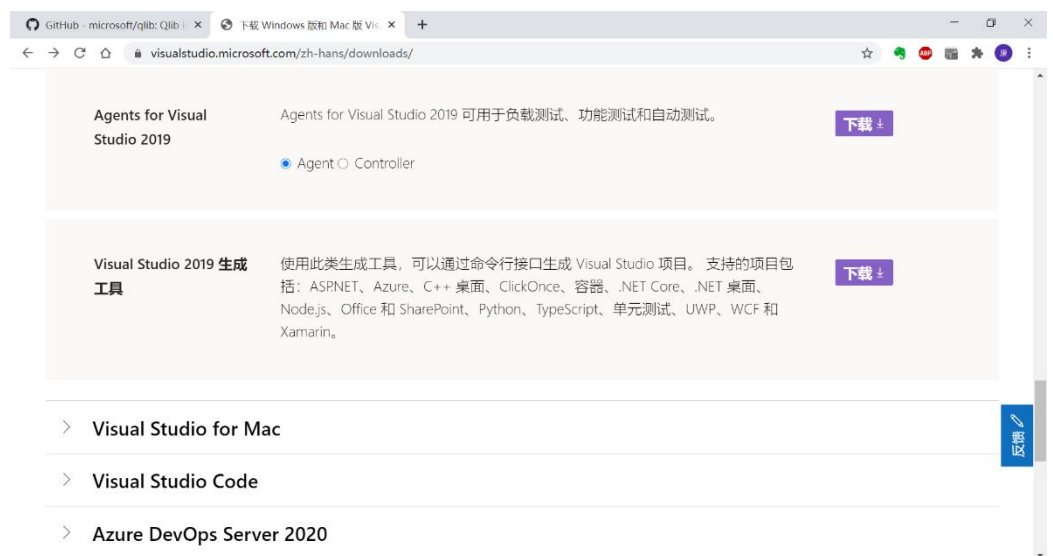 GitHub - microsoft/qlib: Qlib i
下载 Windows 版和 Mac 版 Vis
visualstudio.microsoft.com/zh-hans/downloads/
ABP
康
Agents for Visual
Studio 2019
Agents for Visual Studio 2019 可用于负载测试、功能测试和自动测试。
Agent Controller
下载
Visual Studio 2019 生成
工具
使用此类生成工具，可以通过命令行接口生成 Visual Studio 项目。 支持的项目包
括：ASP.NET、Azure、C++ 桌面、ClickOnce、容器、.NET Core、.NET 桌面、
Node.js、Office 和 SharePoint、Python、TypeScript、单元测试、UWP、WCF 和
Xamarin。
下载
Visual Studio for Mac
Visual Studio Code
Azure DevOps Server 2020
反馈